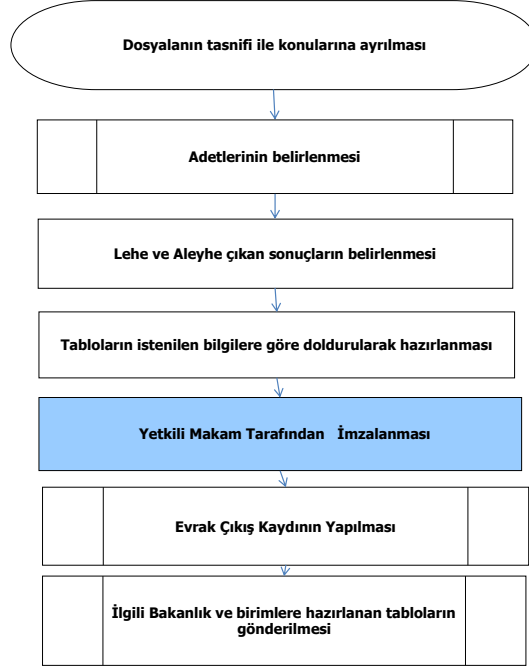 Dosyalanın tasnifi ile konularına ayrılması
Adetlerinin belirlenmesi
Lehe ve Aleyhe çıkan sonuçların belirlenmesi
Tabloların istenilen bilgilere göre doldurularak hazırlanması
Yetkili Makam Tarafından İmzalanması
Evrak Çıkış Kaydının Yapılması
İlgili Bakanlık ve birimlere hazırlanan tabloların
gönderilmesi